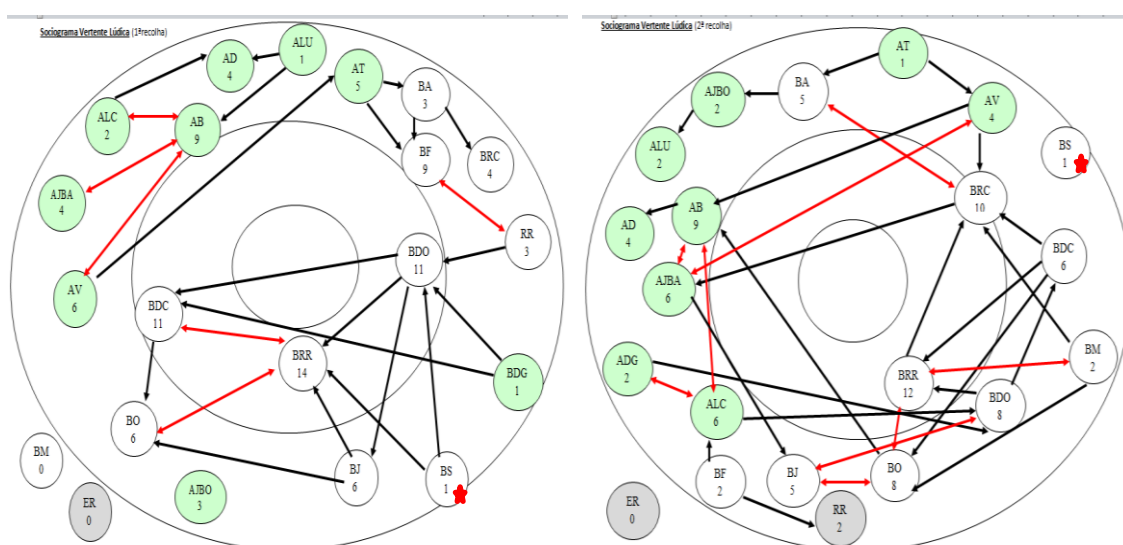 Sociograma Vertente Lúdica (1ªrecolha)
ALU
1
AD
4
AT
5
BA
3
ALC
2
AB
9
BF
9
BRC
4
AJBA
4
RR
3
BDO
11
AV
6
BDC
11
BRR
14
BDG
1
BO
6
BM
0
BJ
6
BS
1
AJBO
3
ER
0
Sociograma Vertente Lúdica (2ª recolha)
AT
1
BA
5
AJBO
2
AV
4
ALU
2
BS
1
BRC
10
AB
9
AD
4
BDC
6
AJBA
6
BM
2
ADG
2
BRR
12
BDO
8
ALC
6
BF
2
BJ
5
BO
8
ER
0
RR
2